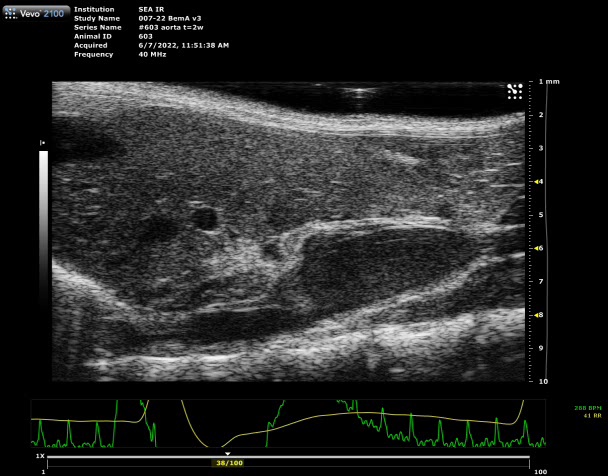 Vevo 2100
Institution SEA IR
Study Name 007-22 BemA v3
Series Name #603 aorta t=2w
Animal ID 603
Acquired 6/7/2022, 11:51:38 AM
Frequency 40 MHz
1 mm
2
3
4
5
6
7
8
9
10
288 BPM
41 RR
1X
38/100
1
100